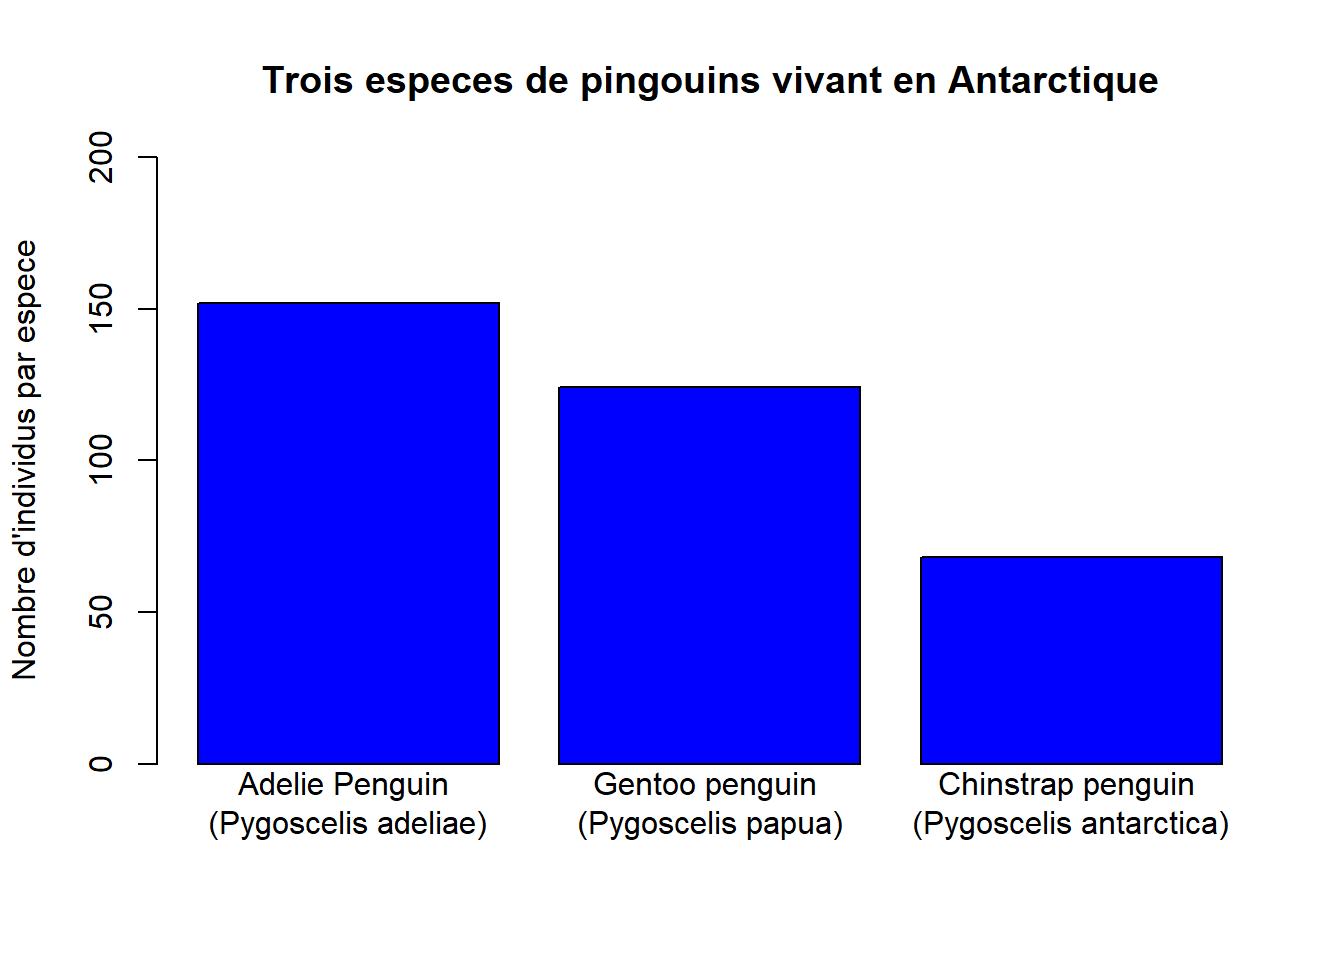 Trois especes de pingouins vivant en Antarctique
Nombre d'individus par espece
200
150
100
50
0
Adelie Penguin
(Pygoscelis adeliae)
Gentoo penguin
(Pygoscelis papua)
Chinstrap penguin
(Pygoscelis antarctica)